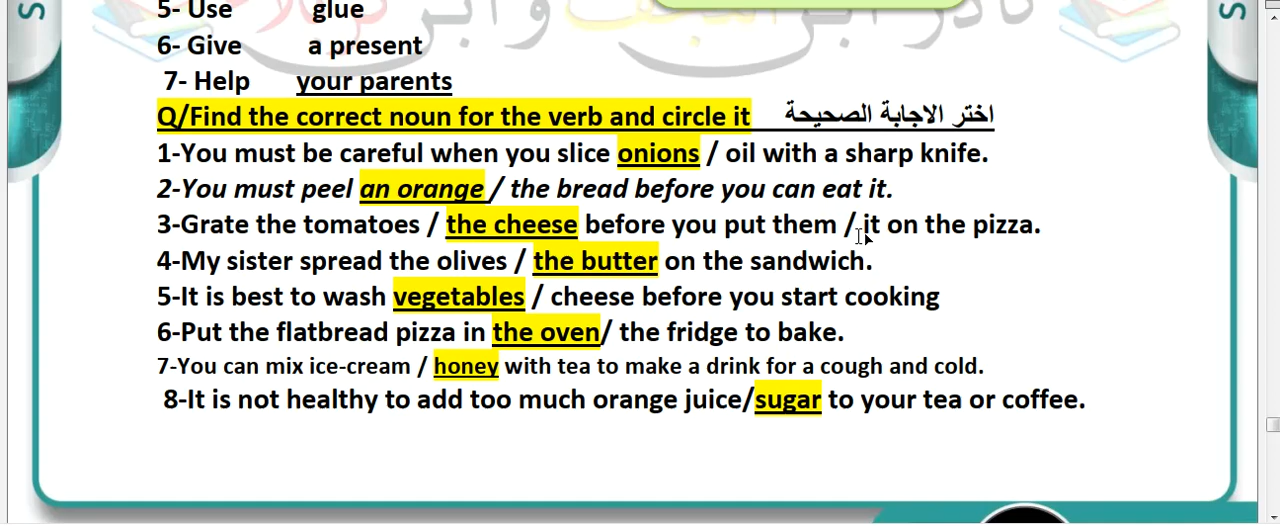 5- Use glue
6- Give a present
7- Help your parents
Q/Find the correct noun for the verb and circle it اختر الاجابة الصحيحة
1-You must be careful when you slice onions / oil with a sharp knife.
2-You must peel an orange / the bread before you can eat it.
3-Grate the tomatoes / the cheese before you put them / it on the pizza.
4-My sister spread the olives / the butter on the sandwich.
5-It is best to wash vegetables / cheese before you start cooking
6-Put the flatbread pizza in the oven/ the fridge to bake.
7-You can mix ice-cream / honey with tea to make a drink for a cough and cold.
8-It is not healthy to add too much orange juice/sugar to your tea or coffee.